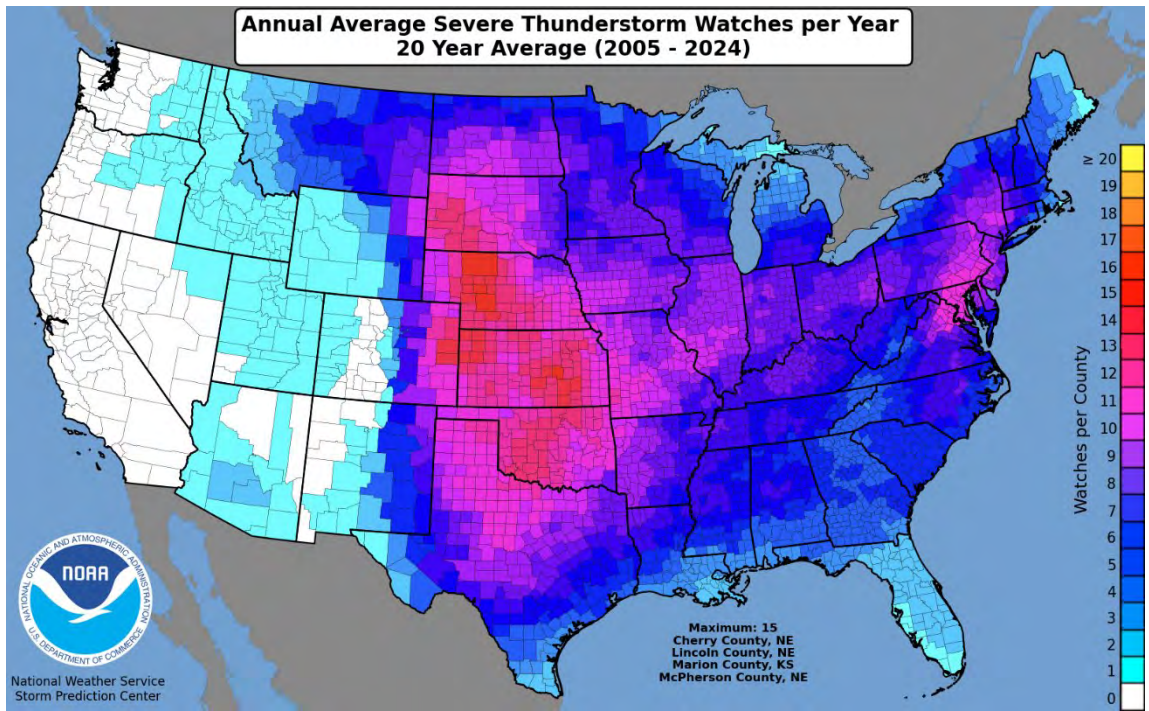 Annual Average Severe Thunderstorm Watches per Year
20 Year Average (2005 - 2024)
≥ 20
19
18
17
16
15
14
13
12
11
10
9
8
7
6
5
4
3
2
1
0
Watches per County
Maximum: 15
Cherry County, NE
Lincoln County, NE
Marion County, KS
McPherson County, NE
NATIONAL OCEANIC AND ATMOSPHERIC ADMINISTRATION
NOAA
U.S. DEPARTMENT OF COMMERCE
National Weather Service
Storm Prediction Center